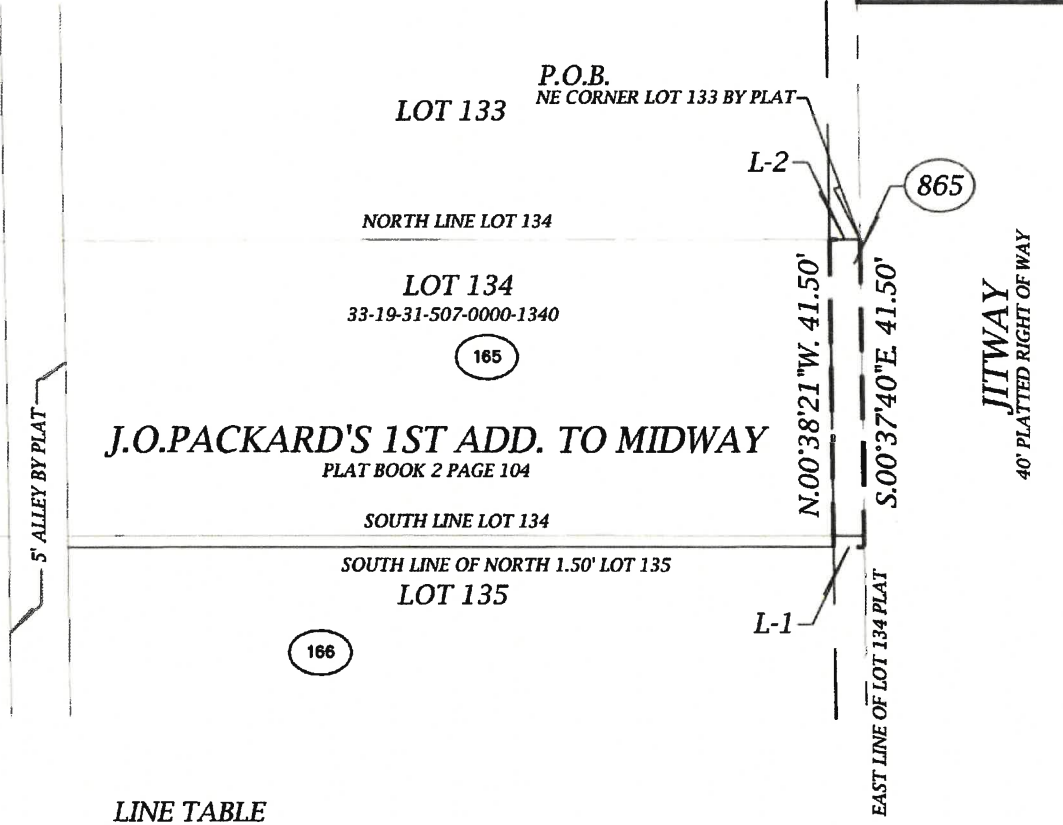 P.O.B.
NE CORNER LOT 133 BY PLAT
LOT 133
L-2
865
NORTH LINE LOT 134
LOT 134
33-19-31-507-0000-1340
165
N.00°38'21"W. 41.50'
S.00°37'40"E. 41.50'
JITWAY
40' PLATTED RIGHT OF WAY
5' ALLEY BY PLAT
J.O.PACKARD'S 1ST ADD. TO MIDWAY
PLAT BOOK 2 PAGE 104
SOUTH LINE LOT 134
SOUTH LINE OF NORTH 1.50' LOT 135
LOT 135
L-1
166
EAST LINE OF LOT 134 PLAT
LINE TABLE